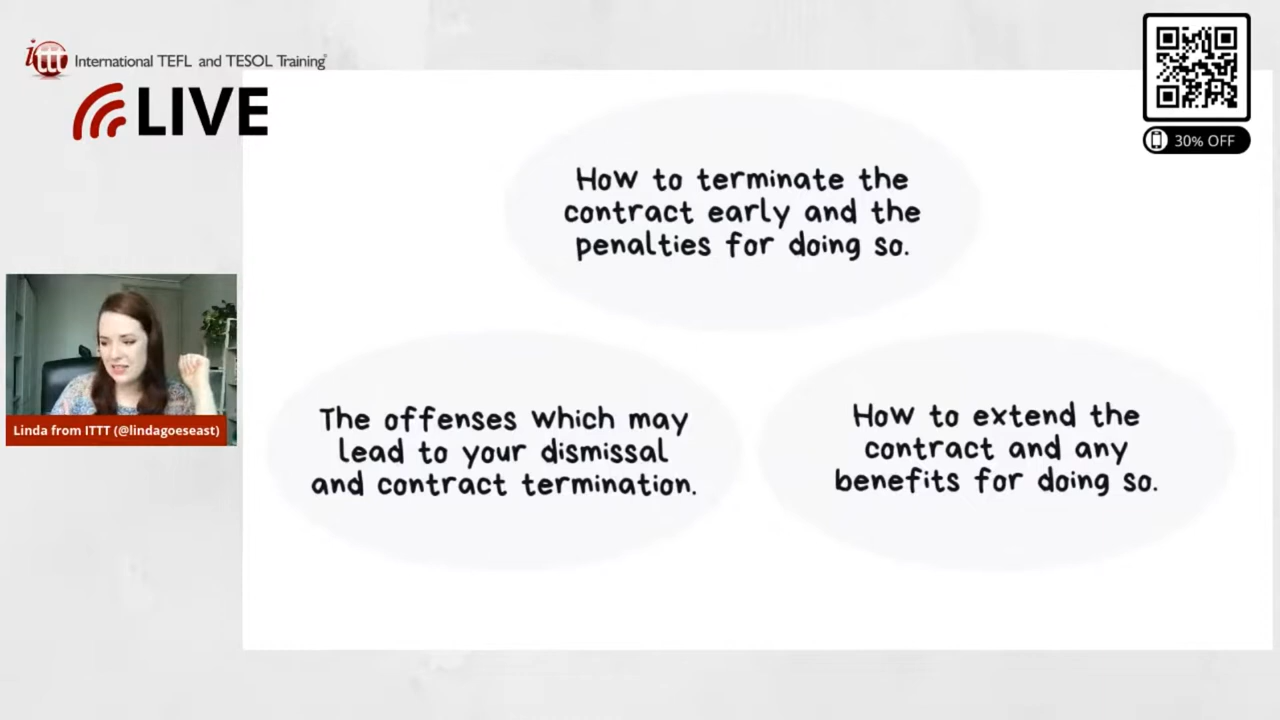 ittt International TEFL and TESOL Training
LIVE
30% OFF
How to terminate the
contract early and the
penalties for doing so.
Linda from ITTT (@lindagoeseast)
The offenses which may
lead to your dismissal
and contract termination.
How to extend the
contract and any
benefits for doing so.